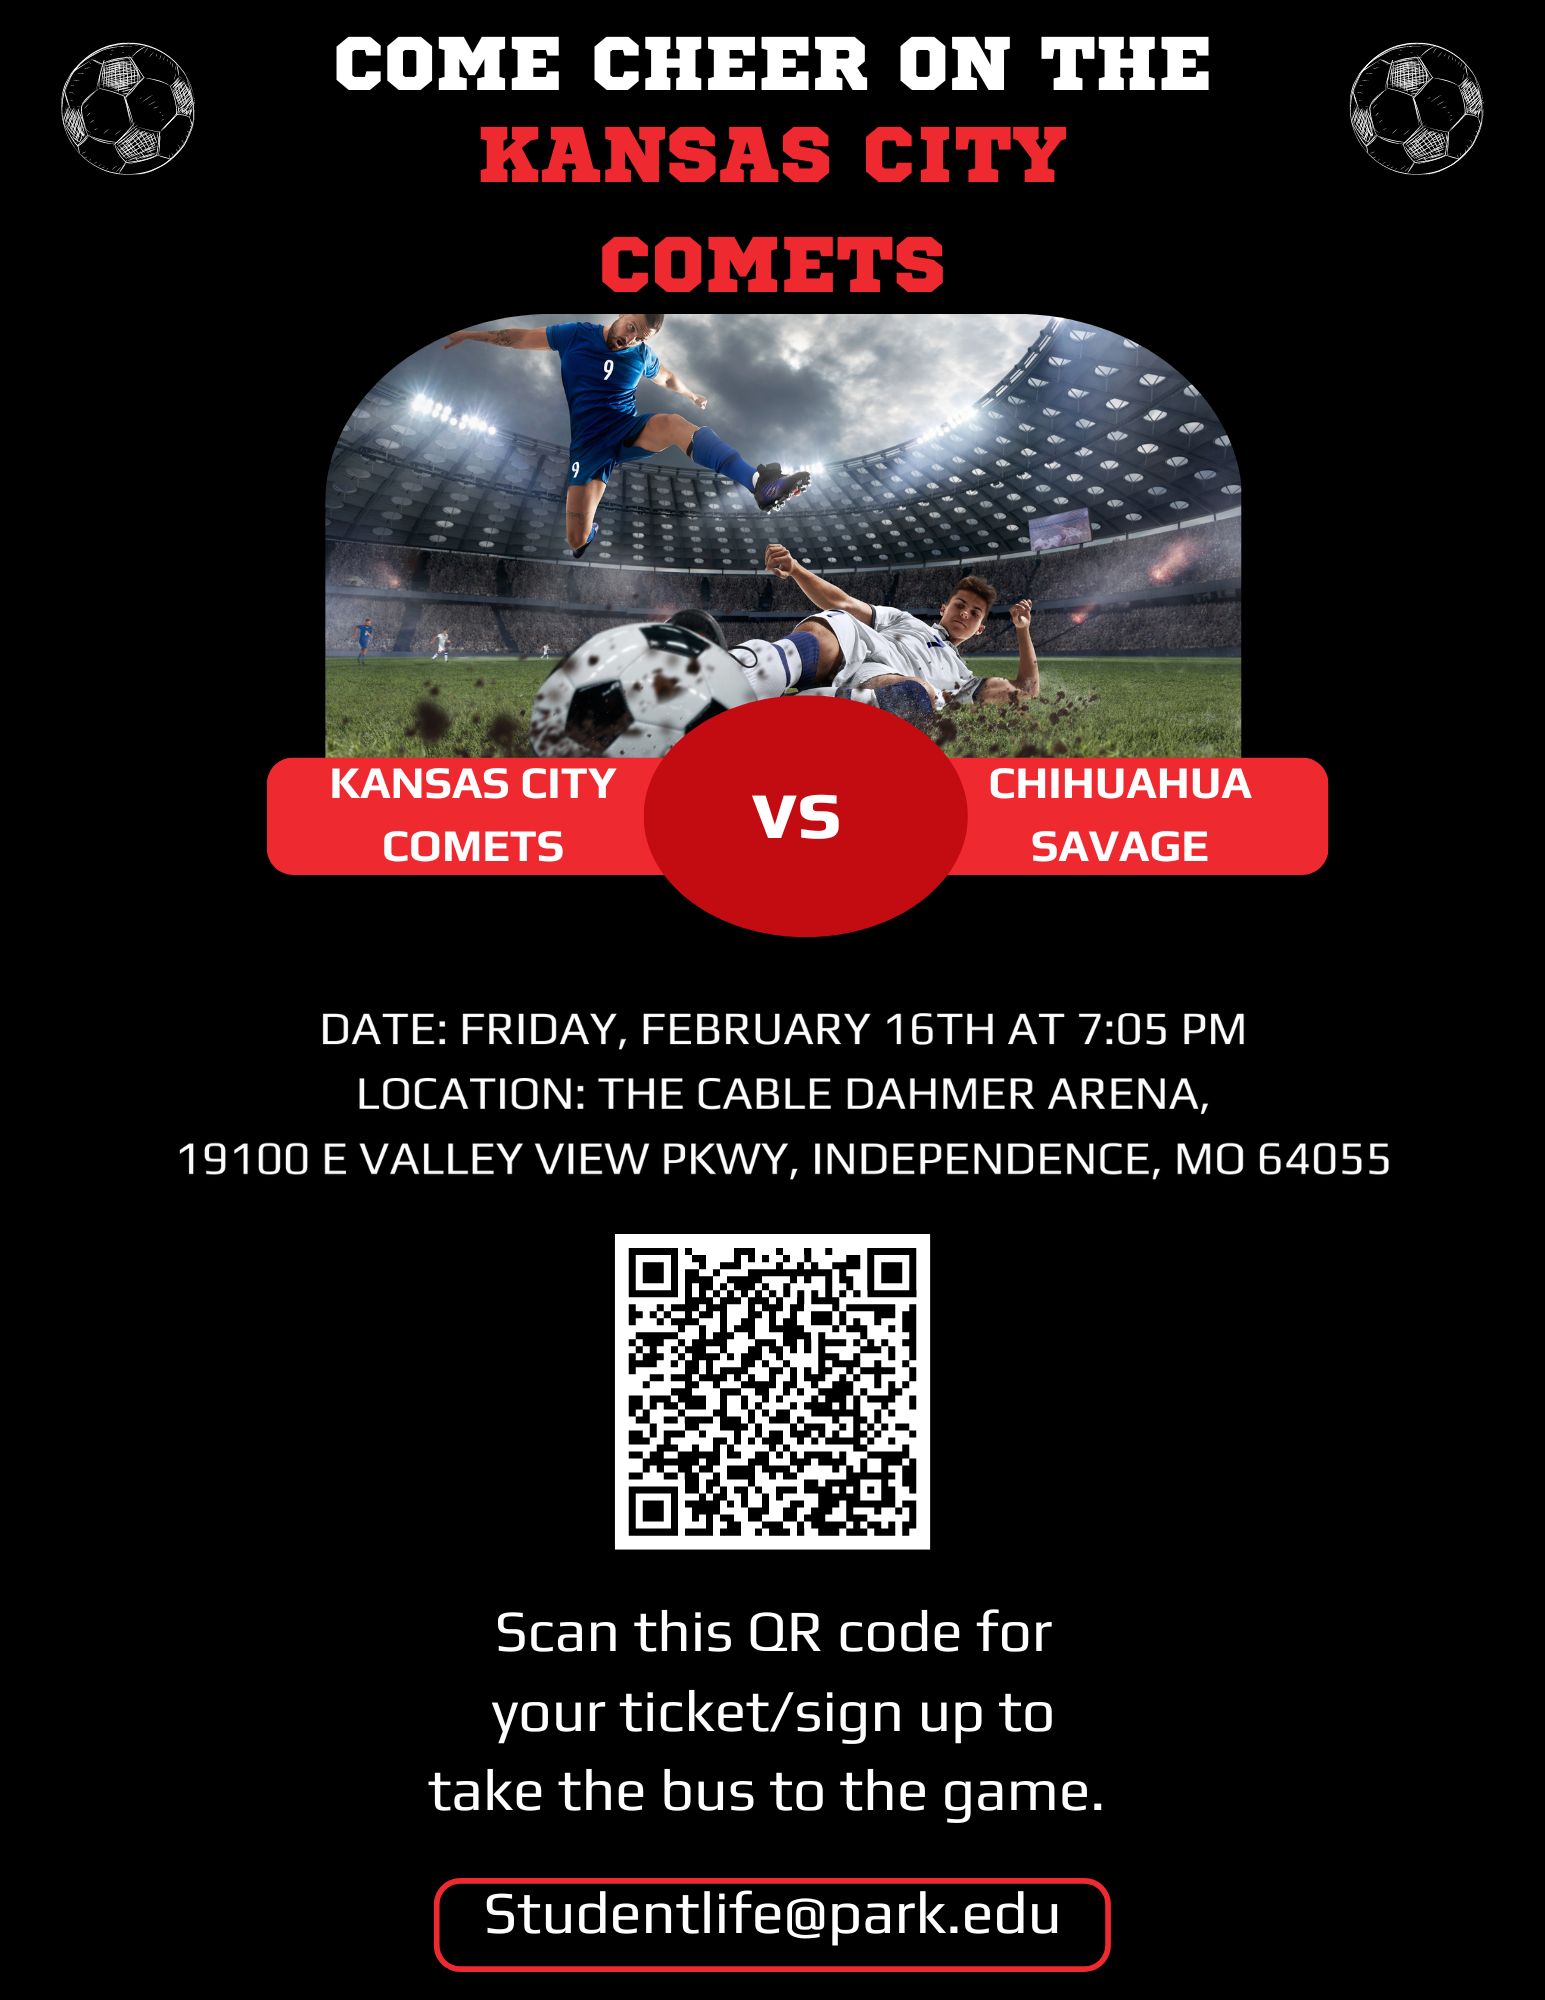 COME CHEER ON THE
KANSAS CITY
COMETS
9
9
KANSAS CITY
COMETS
VS
CHIHUAHUA
SAVAGE
DATE: FRIDAY, FEBRUARY 16TH AT 7:05 PM
LOCATION: THE CABLE DAHMER ARENA,
19100 E VALLEY VIEW PKWY, INDEPENDENCE, MO 64055
Scan this QR code for
your ticket/sign up to
take the bus to the game.
Studentlife@park.edu